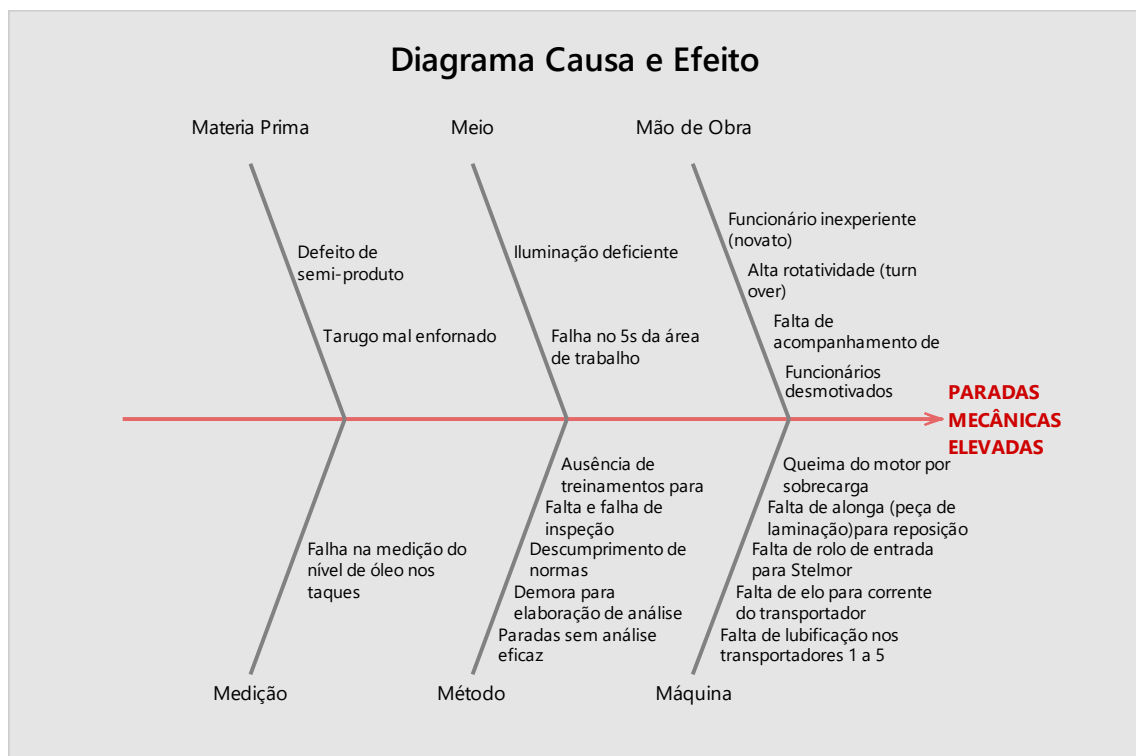 Diagrama Causa e Efeito
Materia Prima
Meio
Mão de Obra
Defeito de
semi-produto
Tarugo mal enfornado
Iluminação deficiente
Falha no 5s da área
de trabalho
Funcionário inexperiente
(novato)
Alta rotatividade (turn
over)
Falta de
acompanhamento de
Funcionários
desmotivados
PARADAS
MECÂNICAS
ELEVADAS
Falha na medição do
nível de óleo nos
taques
Ausência de
treinamentos para
Falta e falha de
inspeção
Descumprimento de
normas
Demora para
elaboração de análise
Paradas sem análise
eficaz
Queima do motor por
sobrecarga
Falta de alonga (peça de
laminação)para reposição
Falta de rolo de entrada
para Stelmor
Falta de elo para corrente
do transportador
Falta de lubificação nos
transportadores 1 a 5
Medição
Método
Máquina